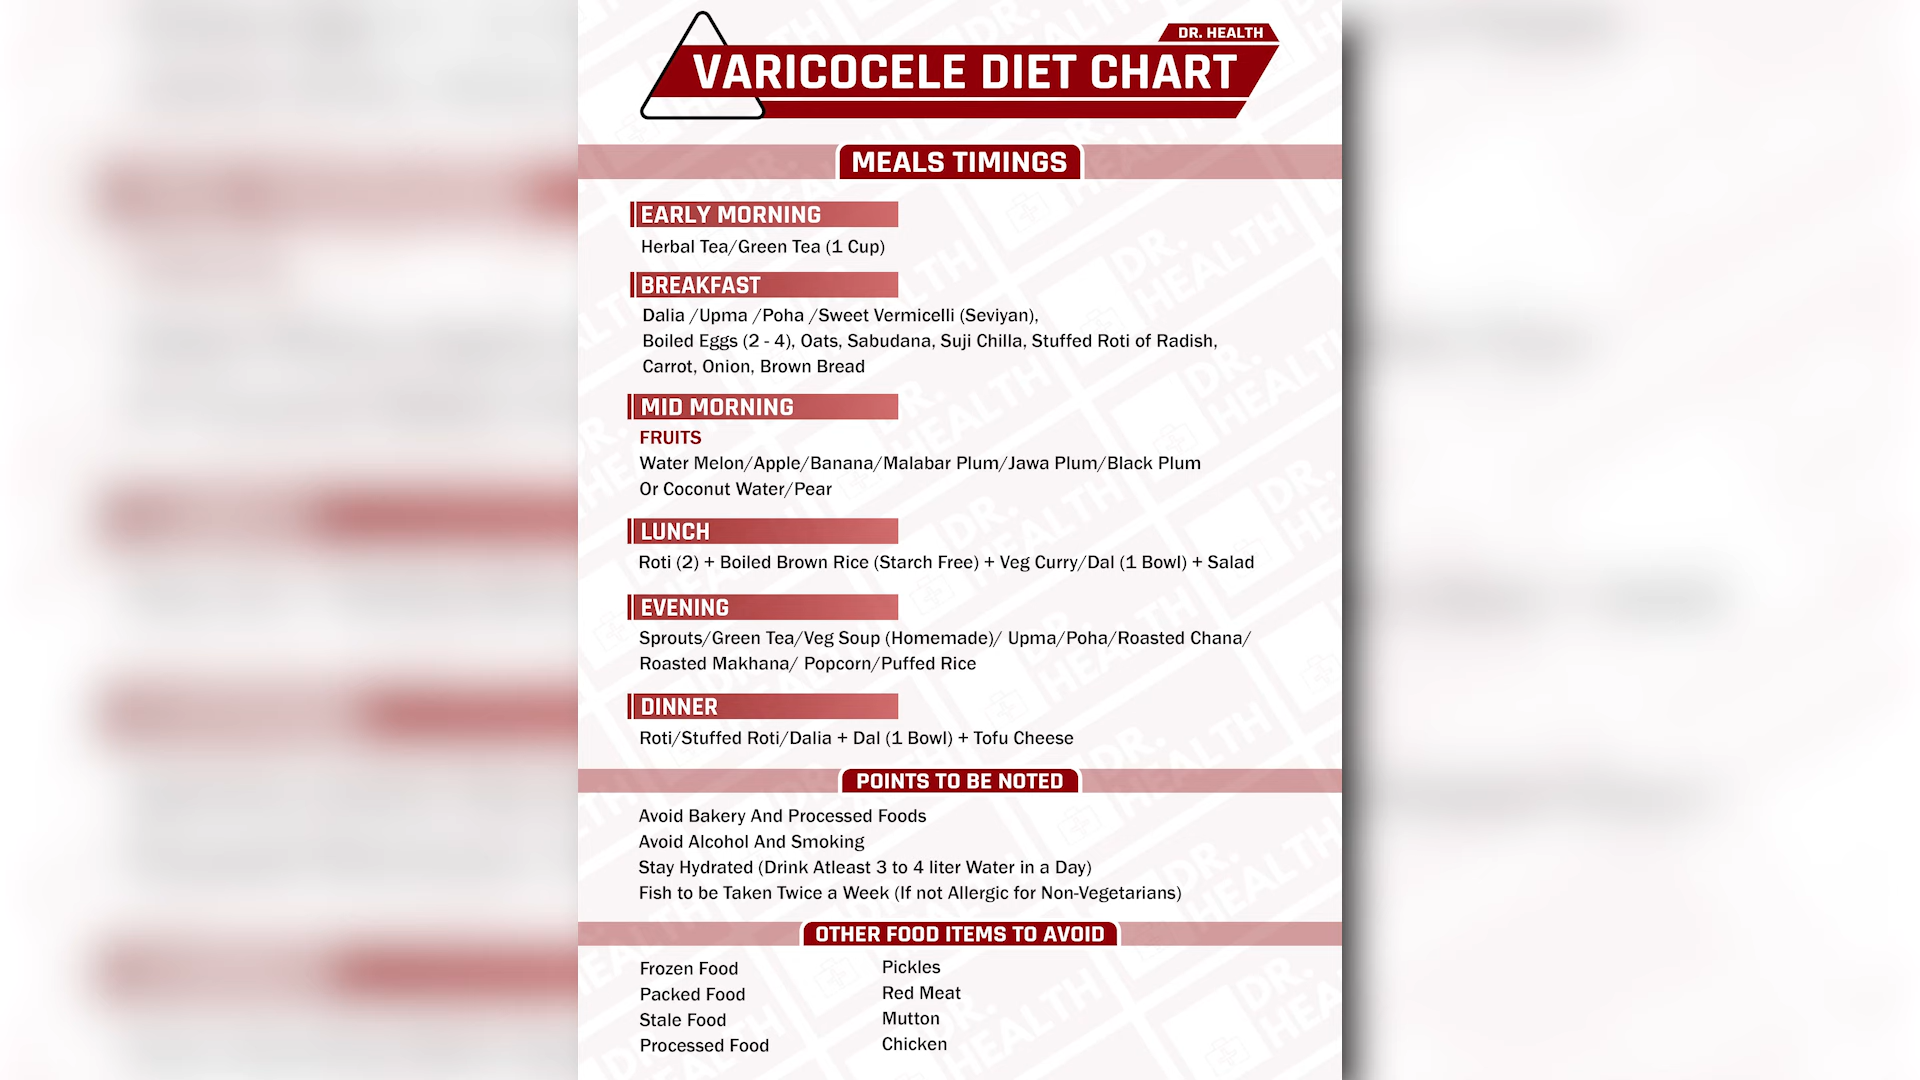 DR. HEALTH
VARICOCELE DIET CHART
MEALS TIMINGS
EARLY MORNING
Herbal Tea/Green Tea (1 Cup)
BREAKFAST
Dalia /Upma /Poha /Sweet Vermicelli (Seviyan),
Boiled Eggs (2 - 4), Oats, Sabudana, Suji Chilla, Stuffed Roti of Radish,
Carrot, Onion, Brown Bread
MID MORNING
FRUITS
Water Melon/Apple/Banana/Malabar Plum/Jawa Plum/Black Plum
Or Coconut Water/Pear
LUNCH
Roti (2) + Boiled Brown Rice (Starch Free) + Veg Curry/Dal (1 Bowl) + Salad
EVENING
Sprouts/Green Tea/Veg Soup (Homemade)/ Upma/Poha/Roasted Chana/
Roasted Makhana/ Popcorn/Puffed Rice
DINNER
Roti/Stuffed Roti/Dalia + Dal (1 Bowl) + Tofu Cheese
POINTS TO BE NOTED
Avoid Bakery And Processed Foods
Avoid Alcohol And Smoking
Stay Hydrated (Drink Atleast 3 to 4 liter Water in a Day)
Fish to be Taken Twice a Week (If not Allergic for Non-Vegetarians)
OTHER FOOD ITEMS TO AVOID
Frozen Food
Packed Food
Stale Food
Processed Food
Pickles
Red Meat
Mutton
Chicken